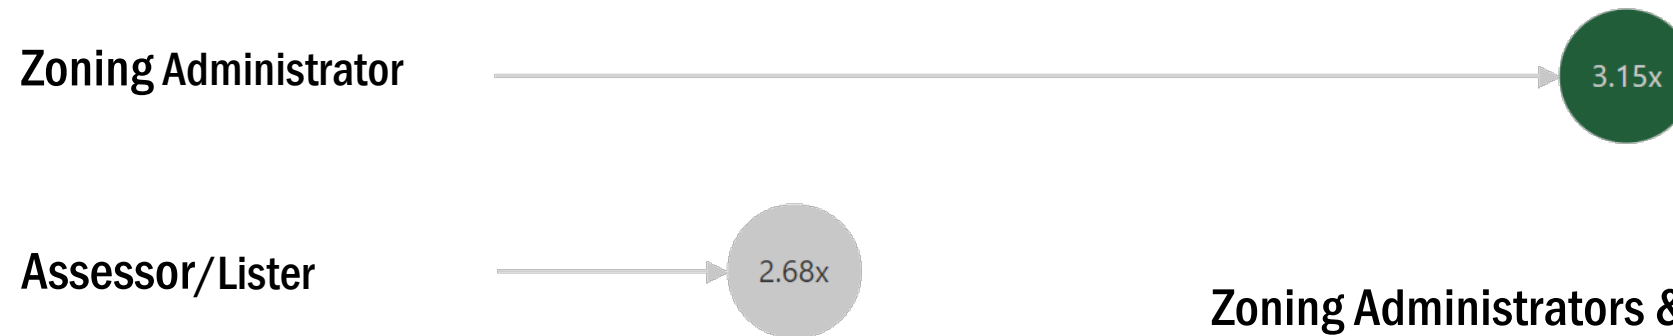 Zoning Administrator
3.15x
Assessor/Lister
2.68x
Zoning Administrators &